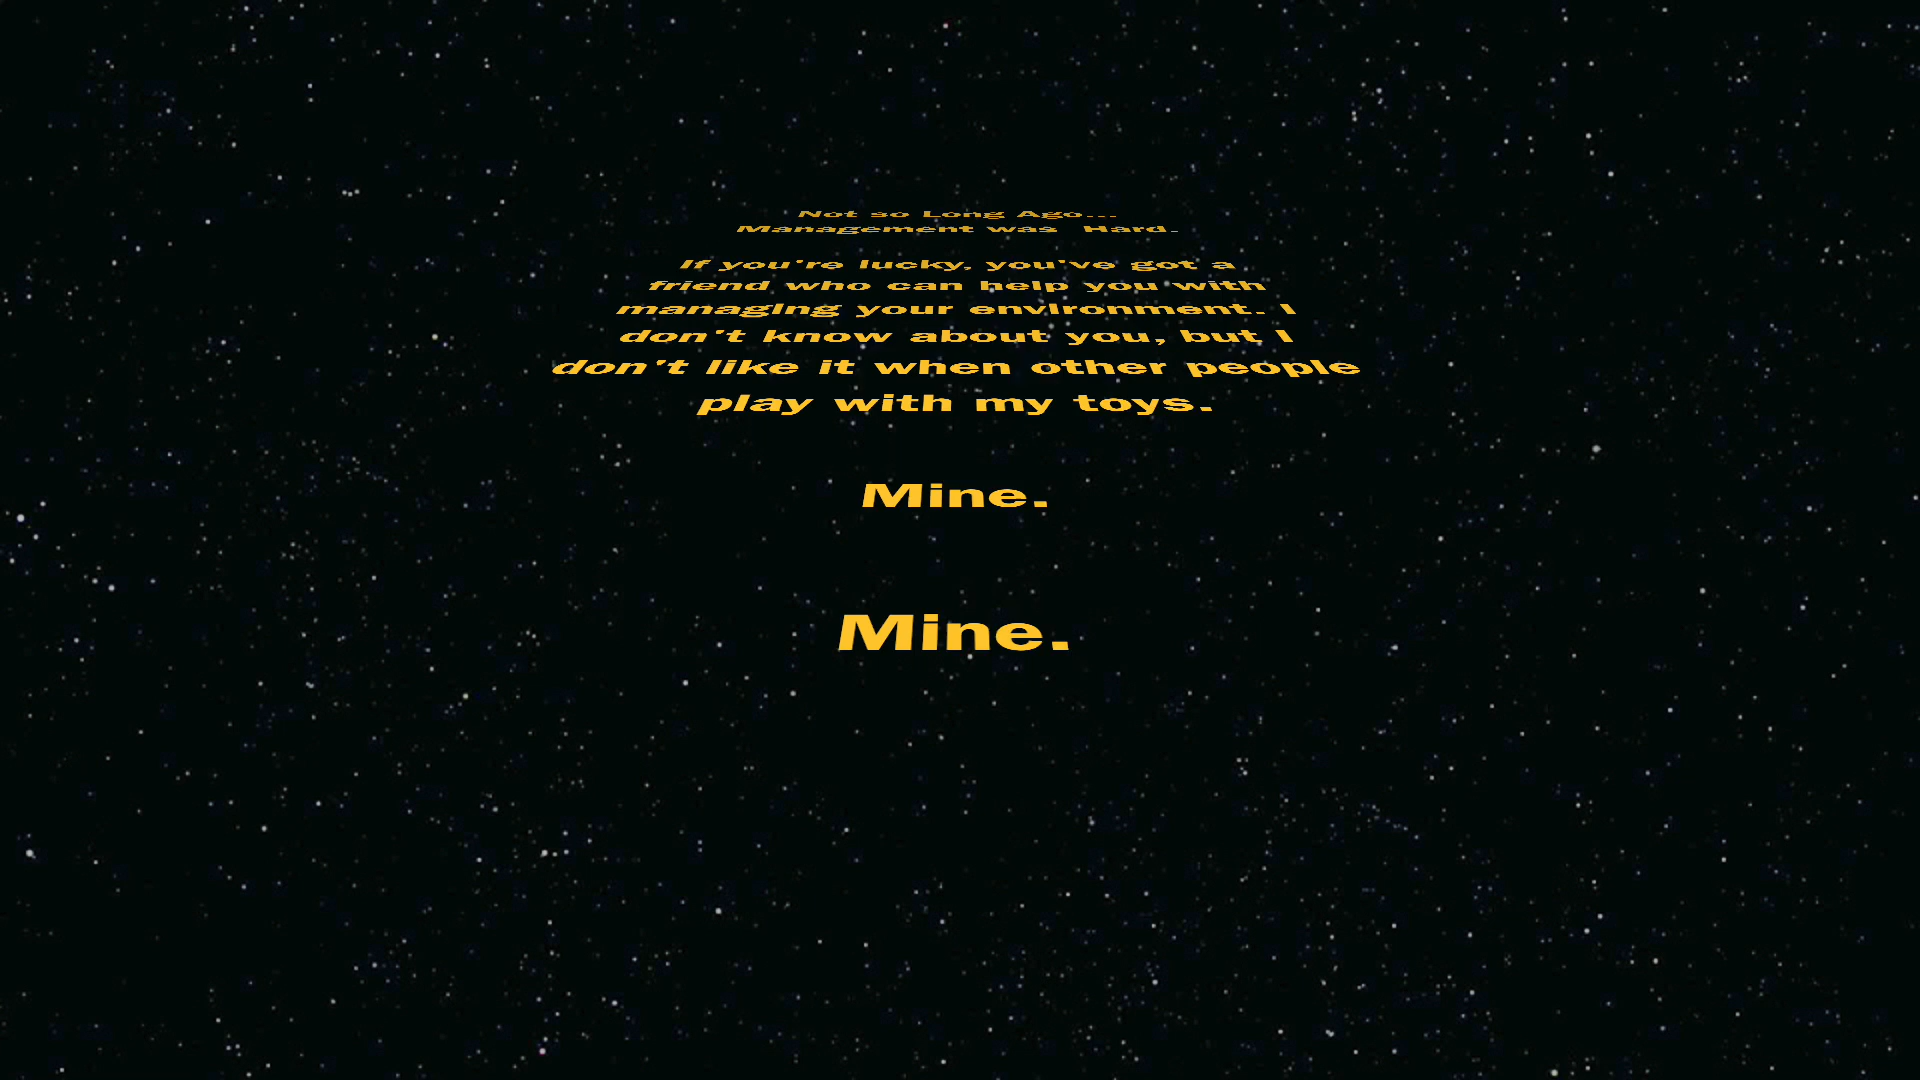 Not so Long Ago...
Management was  Hard.
If you're lucky, you've got a
friend who can help you with
managing your environment. I
don't know about you, but I
don't like it when other people
play with my toys.
Mine.
Mine.